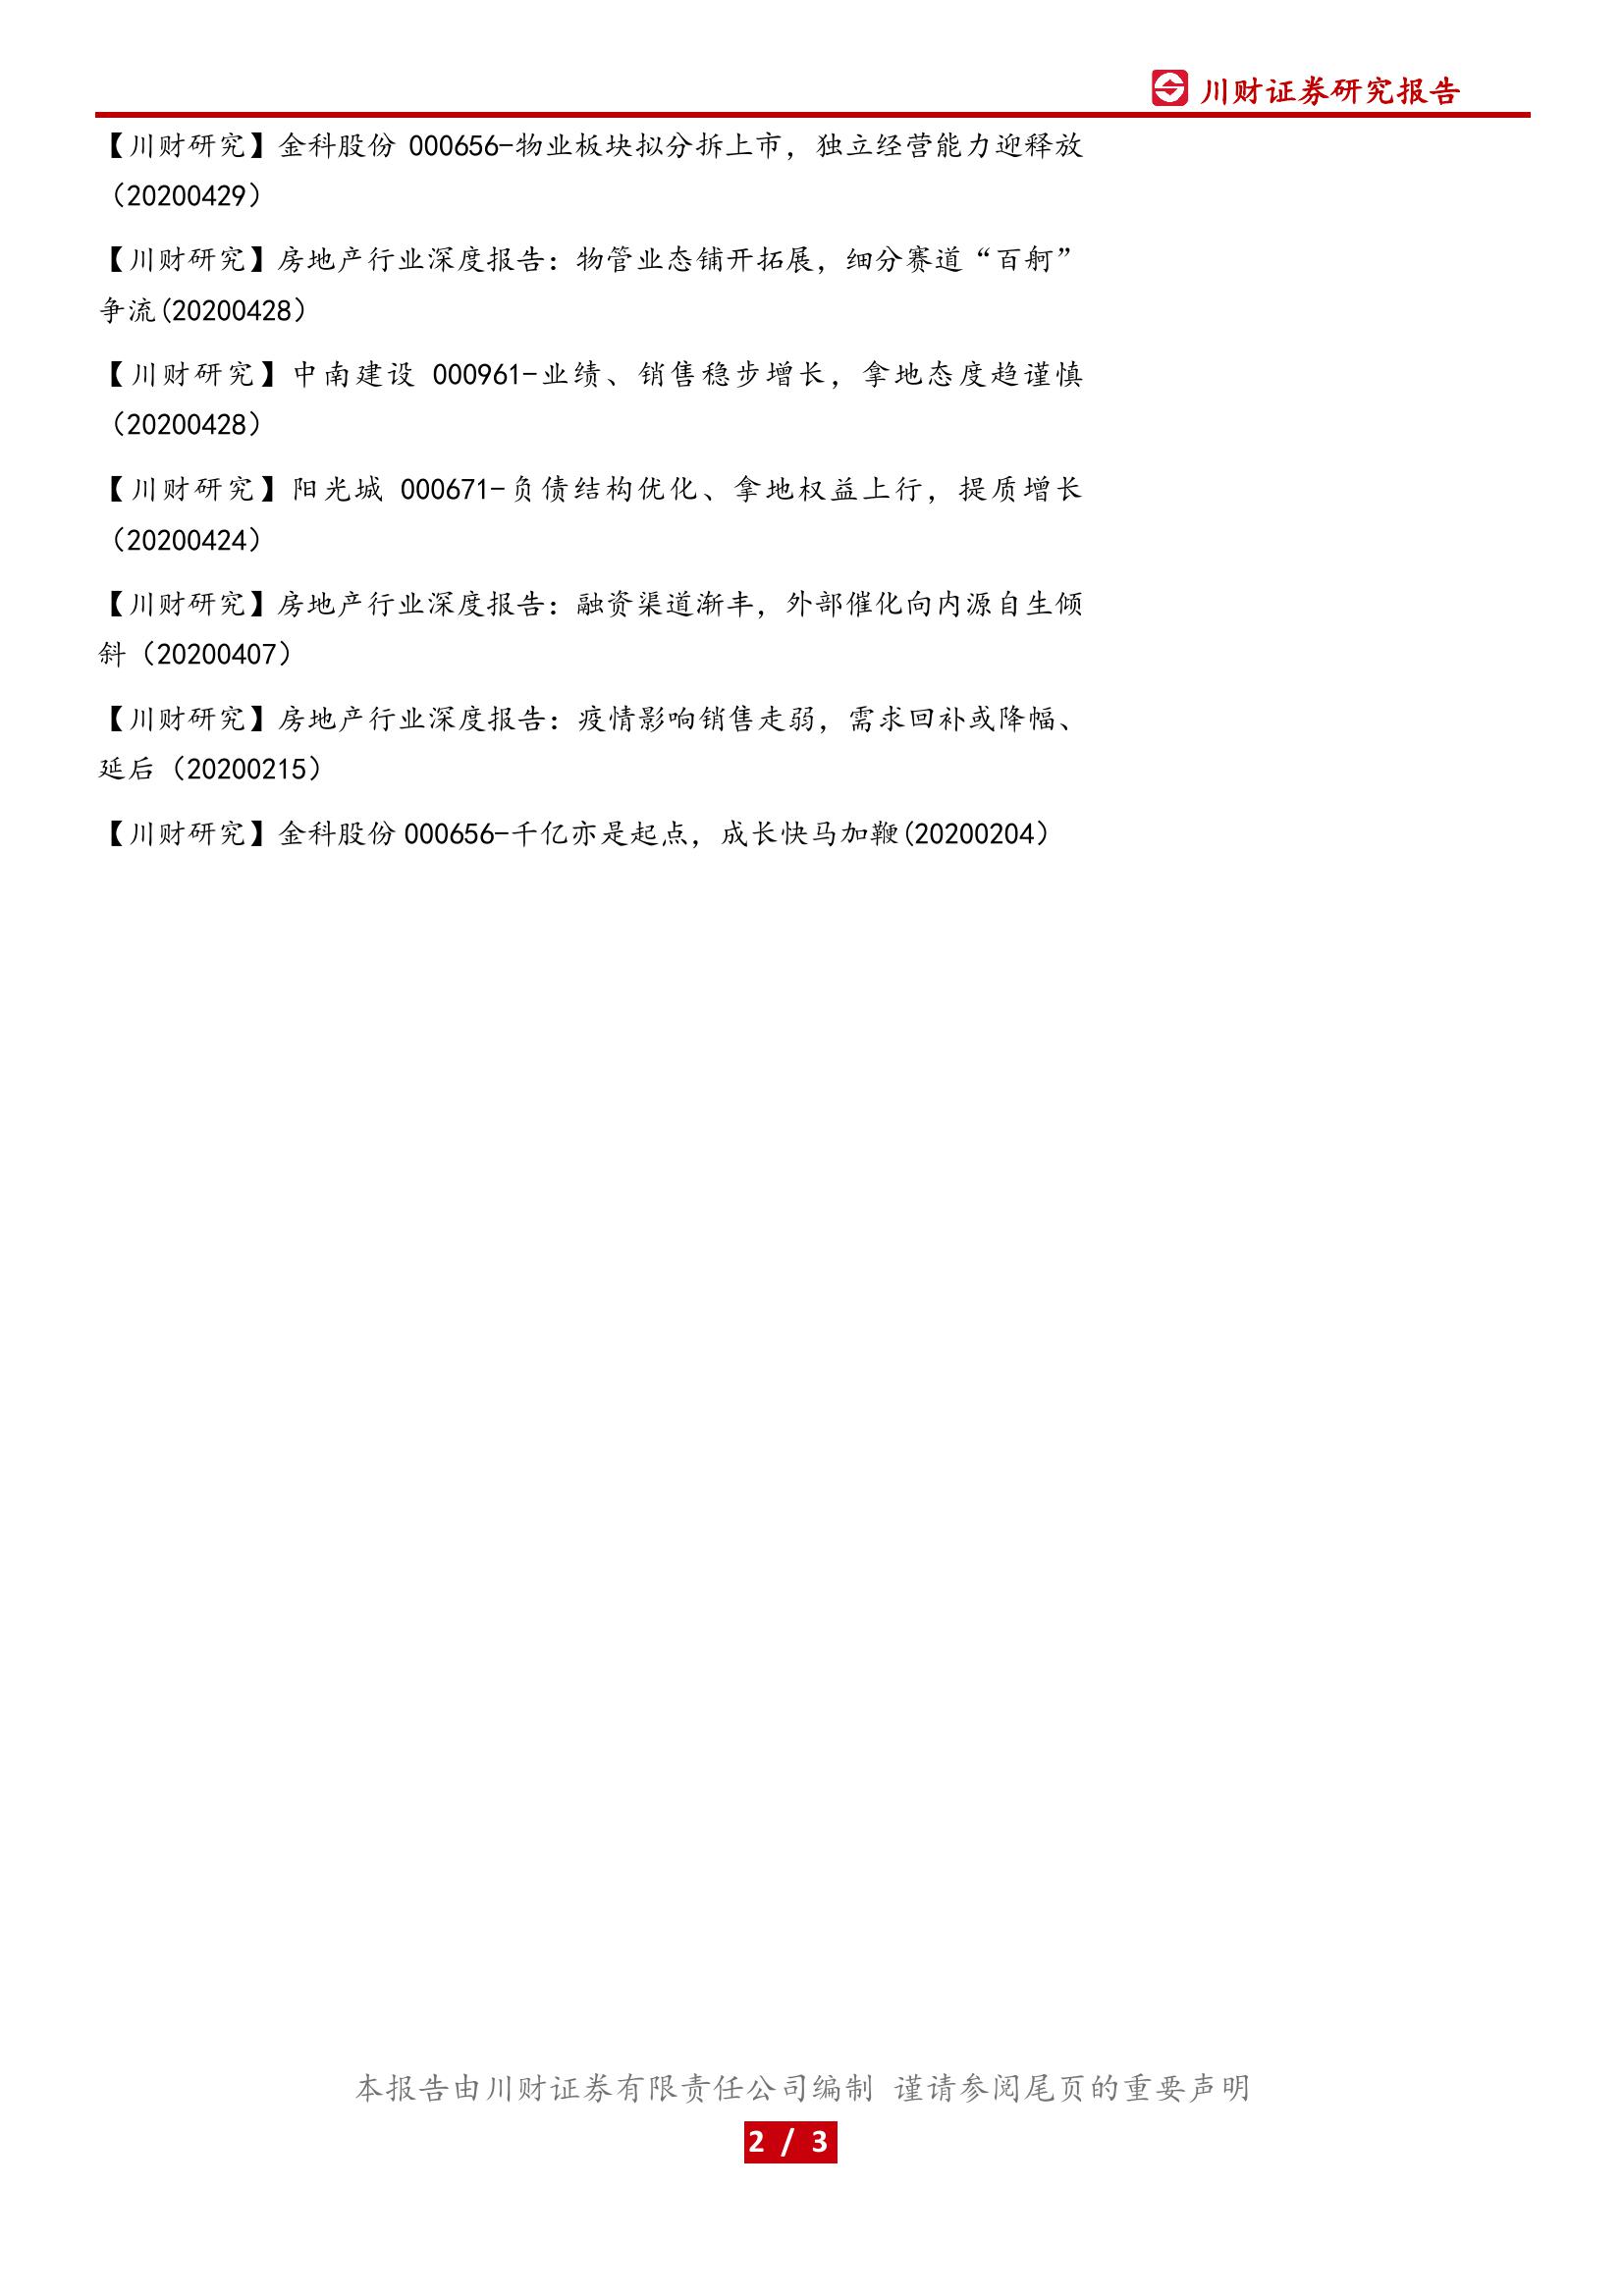 川财证券研究报告
【川财研究】金科股份 000656-物业板块拟分拆上市，独立经营能力迎释放
（20200429）
【川财研究】房地产行业深度报告：物管业态铺开拓展，细分赛道“百舸”
争流(20200428）
【川财研究】中南建设 000961-业绩、销售稳步增长，拿地态度趋谨慎
（20200428）
【川财研究】阳光城 000671-负债结构优化、拿地权益上行，提质增长
（20200424）
【川财研究】房地产行业深度报告：融资渠道渐丰，外部催化向内源自生倾
斜（20200407）
【川财研究】房地产行业深度报告：疫情影响销售走弱，需求回补或降幅、
延后（20200215）
【川财研究】金科股份 000656-千亿亦是起点，成长快马加鞭(20200204）
本报告由川财证券有限责任公司编制 谨请参阅尾页的重要声明
2 / 3